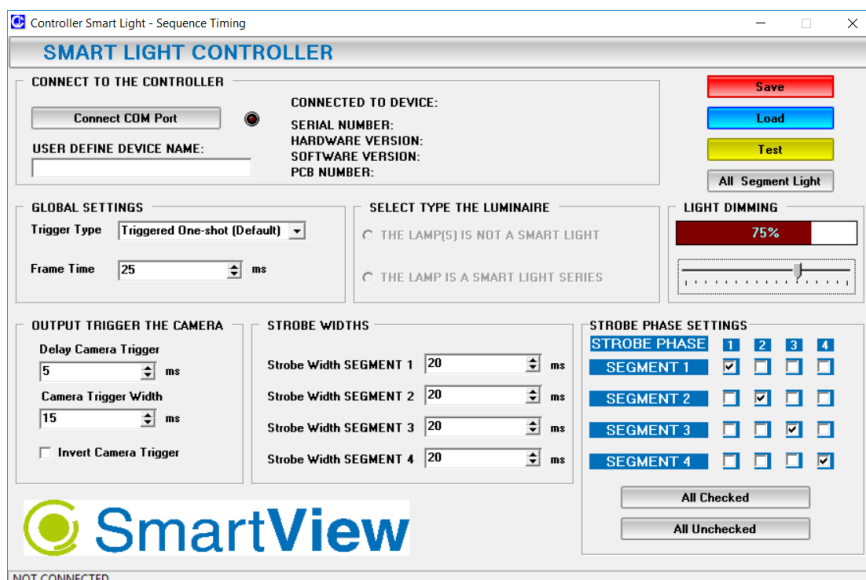 Controller Smart Light - Sequence Timing
SMART LIGHT CONTROLLER
CONNECT TO THE CONTROLLER
Connect COM Port
USER DEFINE DEVICE NAME:
CONNECTED TO DEVICE:
SERIAL NUMBER:
HARDWARE VERSION:
SOFTWARE VERSION:
PCB NUMBER:
Save
Load
Test
All Segment Light
GLOBAL SETTINGS
Trigger Type Triggered One-shot (Default)
Frame Time 25 ms
SELECT TYPE THE LUMINAIRE
THE LAMP(S) IS NOT A SMART LIGHT
THE LAMP IS A SMART LIGHT SERIES
LIGHT DIMMING
75%
OUTPUT TRIGGER THE CAMERA
Delay Camera Trigger
5 ms
Camera Trigger Width
15 ms
Invert Camera Trigger
STROBE WIDTHS
Strobe Width SEGMENT 1 20 ms
Strobe Width SEGMENT 2 20 ms
Strobe Width SEGMENT 3 20 ms
Strobe Width SEGMENT 4 20 ms
STROBE PHASE SETTINGS
STROBE PHASE 1 2 3 4
SEGMENT 1
SEGMENT 2
SEGMENT 3
SEGMENT 4
All Checked
All Unchecked
SmartView
NOT CONNECTED